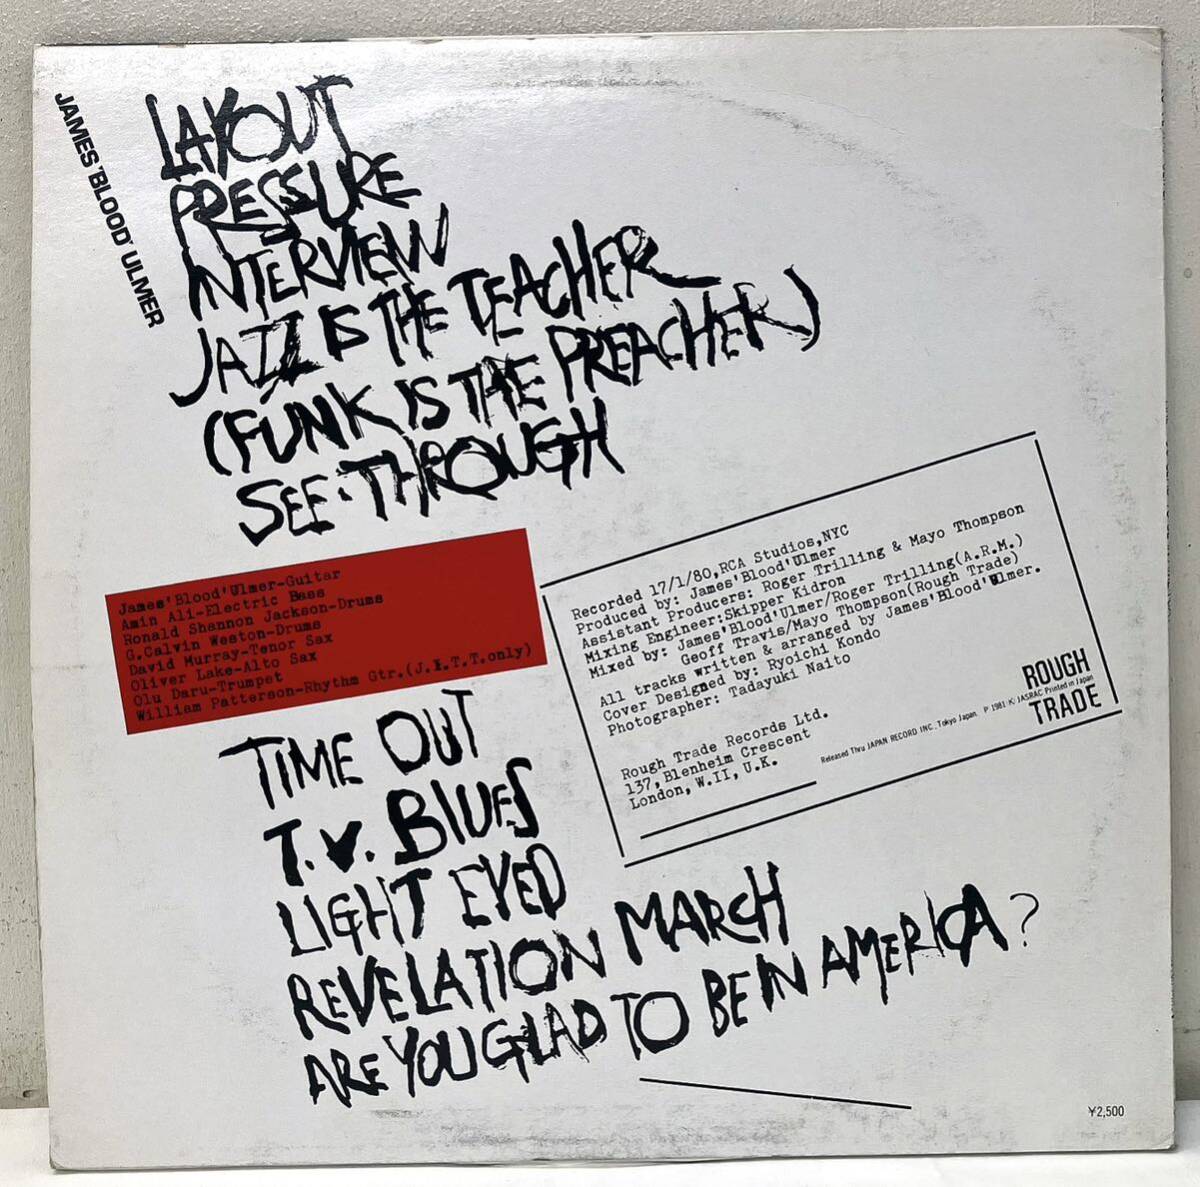 JAMES 'BLOOD' ULMER
LAYOUT
PRESSURE
INTERVIEW
JAZZ IS THE TEACHER
(FUNK IS THE PREACHER)
SEE·THROUGH
James'Blood'Ulmer-Guitar
Amin Ali-Electric Bass
Ronald Shannon Jackson-Drums
G.Calvin Weston-Drums
David Murray-Tenor Sax
Oliver Lake-Alto Sax
Olu Daru-Trumpet
William Patterson-Rhythm Gtr.(J.I.T.T.only)
Recorded 17/1/80,RCA Studios,NYC
Produced by: James'Blood'Ulmer
Assistant Producers: Roger Trilling & Mayo Thompson
Mixing Engineer:Skipper Kidron
Mixed by: James'Blood'Ulmer/Roger Trilling(A.R.M.)
Geoff Travis/Mayo Thompson(Rough Trade)
All tracks written & arranged by James'Blood'Ulmer.
Cover Designed by: Ryoichi Kondo
Photographer: Tadayuki Naito
Rough Trade Records Ltd.
137, Blenheim Crescent
London, W.II, U.K.
ROUGH
TRADE
Released Thru JAPAN RECORD INC., Tokyo Japan. Ⓟ 1981 (K) JASRAC Printed in Japan
TIME OUT
T.V. BLUES
LIGHT EYED
REVELATION MARCH
ARE YOU GLAD TO BE IN AMERICA?
¥2,500